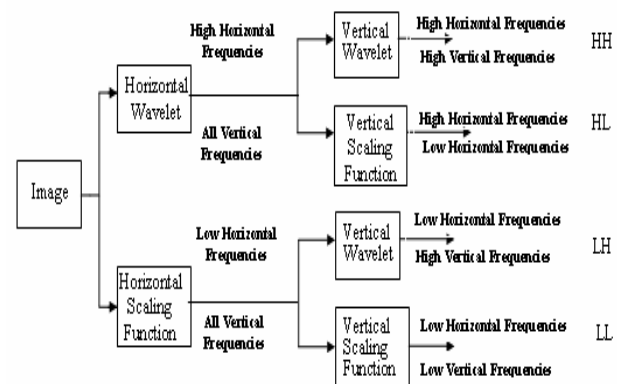 High Horizontal
Frequencies
Vertical
Wavelet
High Horizontal Frequencies
High Vertical Frequencies
HH
Horizontal
Wavelet
All Vertical
Frequencies
Vertical
Scaling
Function
High Horizontal Frequencies
Low Horizontal Frequencies
HL
Image
Low Horizontal
Frequencies
Vertical
Wavelet
Low Horizontal Frequencies
High Vertical Frequencies
LH
Horizontal
Scaling
Function
All Vertical
Frequencies
Vertical
Scaling
Function
Low Horizontal Frequencies
Low Vertical Frequencies
LL